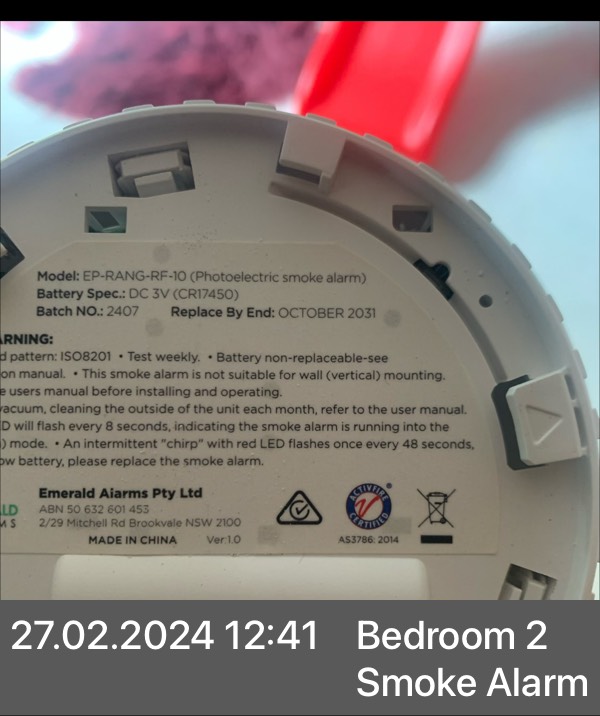 Model: EP-RANG-RF-10 (Photoelectric smoke alarm)
Battery Spec.: DC 3V (CR17450)
Batch NO.: 2407 Replace By End: OCTOBER 2031
ARNING:
d pattern: ISO8201 • Test weekly. • Battery non-replaceable-see
on manual. • This smoke alarm is not suitable for wall (vertical) mounting.
e users manual before installing and operating.
vacuum, cleaning the outside of the unit each month, refer to the user manual.
D will flash every 8 seconds, indicating the smoke alarm is running into the
) mode. • An intermittent "chirp" with red LED flashes once every 48 seconds,
ow battery, please replace the smoke alarm.
Emerald Alarms Pty Ltd
ABN 50 632 601 453
2/29 Mitchell Rd Brookvale NSW 2100
MADE IN CHINA Ver:1.0
LD
M S
ACTIVFIRE
CERTIFIED
AS3786: 2014
27.02.2024 12:41
Bedroom 2
Smoke Alarm